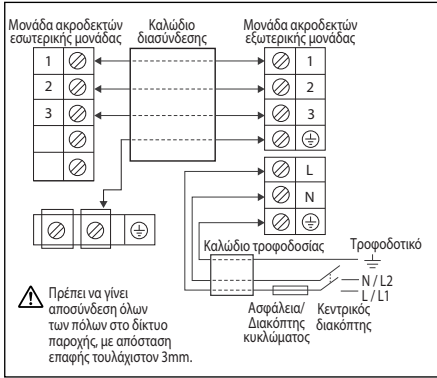 Μονάδα ακροδεκτών
εσωτερικής μονάδας
Καλώδιο
διασύνδεσης
Μονάδα ακροδεκτών
εξωτερικής μονάδας
1
2
3
1
2
3
L
N
Καλώδιο τροφοδοσίας
Τροφοδοτικό
N / L2
L / L1
Ασφάλεια/
Διακόπτης
κυκλώματος
Κεντρικός
διακόπτης
Πρέπει να γίνει
αποσύνδεση όλων
των πόλων στο δίκτυο
παροχής, με απόσταση
επαφής τουλάχιστον 3mm.